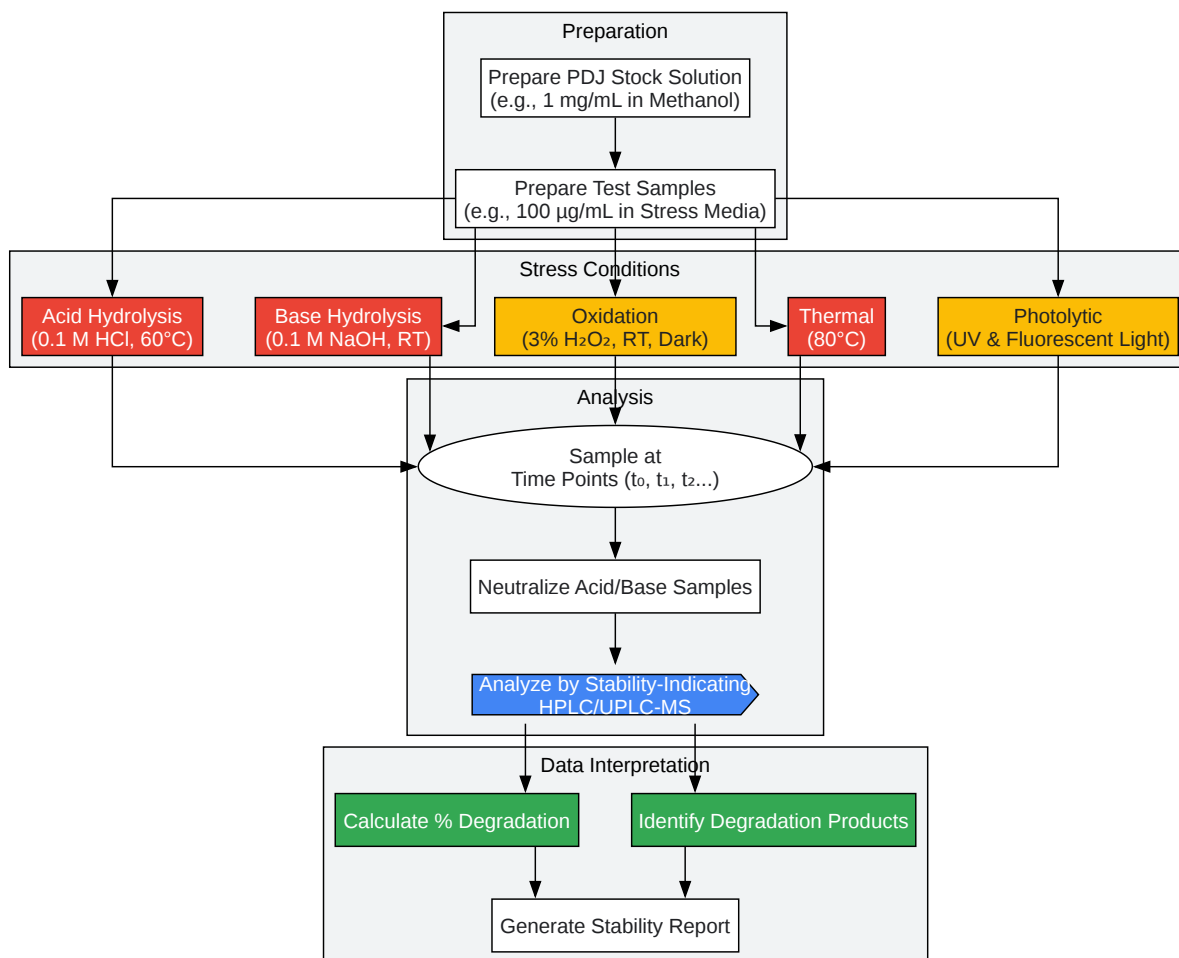 Preparation
Prepare PDJ Stock Solution
(e.g., 1 mg/mL in Methanol)
Prepare Test Samples
(e.g., 100 µg/mL in Stress Media)
Stress Conditions
Acid Hydrolysis
(0.1 M HCl, 60°C)
Base Hydrolysis
(0.1 M NaOH, RT)
Oxidation
(3% H₂O₂, RT, Dark)
Thermal
(80°C)
Photolytic
(UV & Fluorescent Light)
Analysis
Sample at
Time Points (t₀, t₁, t₂...)
Neutralize Acid/Base Samples
Analyze by Stability-Indicating
HPLC/UPLC-MS
Data Interpretation
Calculate % Degradation
Identify Degradation Products
Generate Stability Report